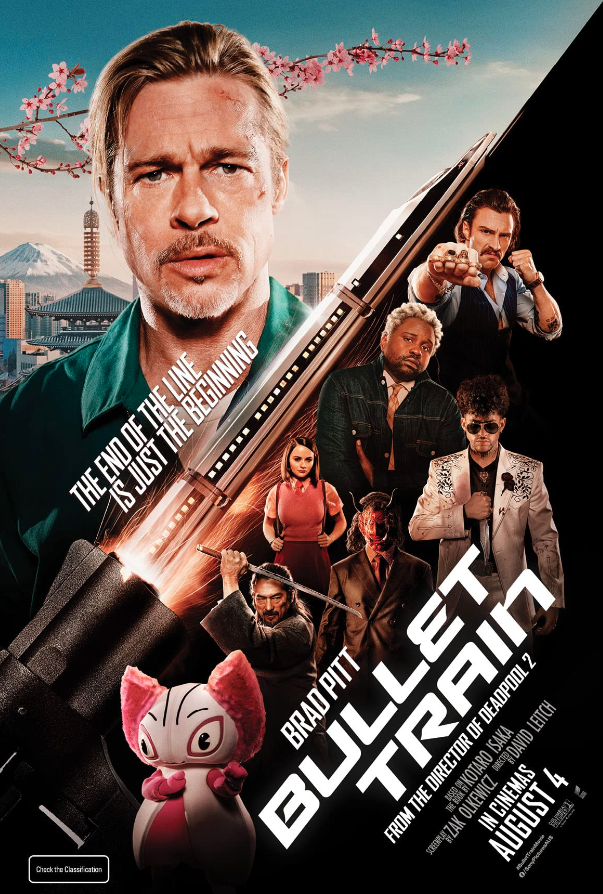 THE END OF THE LINE
IS JUST THE BEGINNING
BRAD PITT
BULLET
TRAIN
FROM THE DIRECTOR OF DEADPOOL 2
BASED ON THE BOOK BY KOTARO ISAKA
SCREENPLAY BY ZAK OLKEWICZ DIRECTED BY DAVID LEITCH
IN CINEMAS
AUGUST 4
Check the Classification